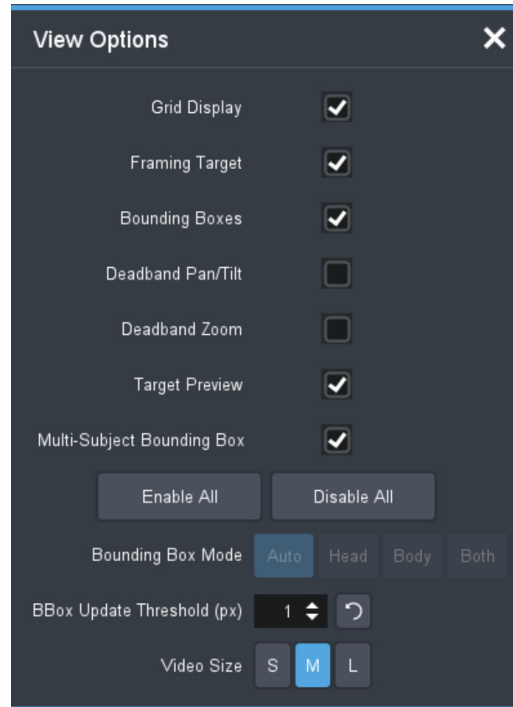 View Options
Grid Display
Framing Target
Bounding Boxes
Deadband Pan/Tilt
Deadband Zoom
Target Preview
Multi-Subject Bounding Box
Enable All Disable All
Bounding Box Mode Auto Head Body Both
BBox Update Threshold (px) 1
Video Size S M L